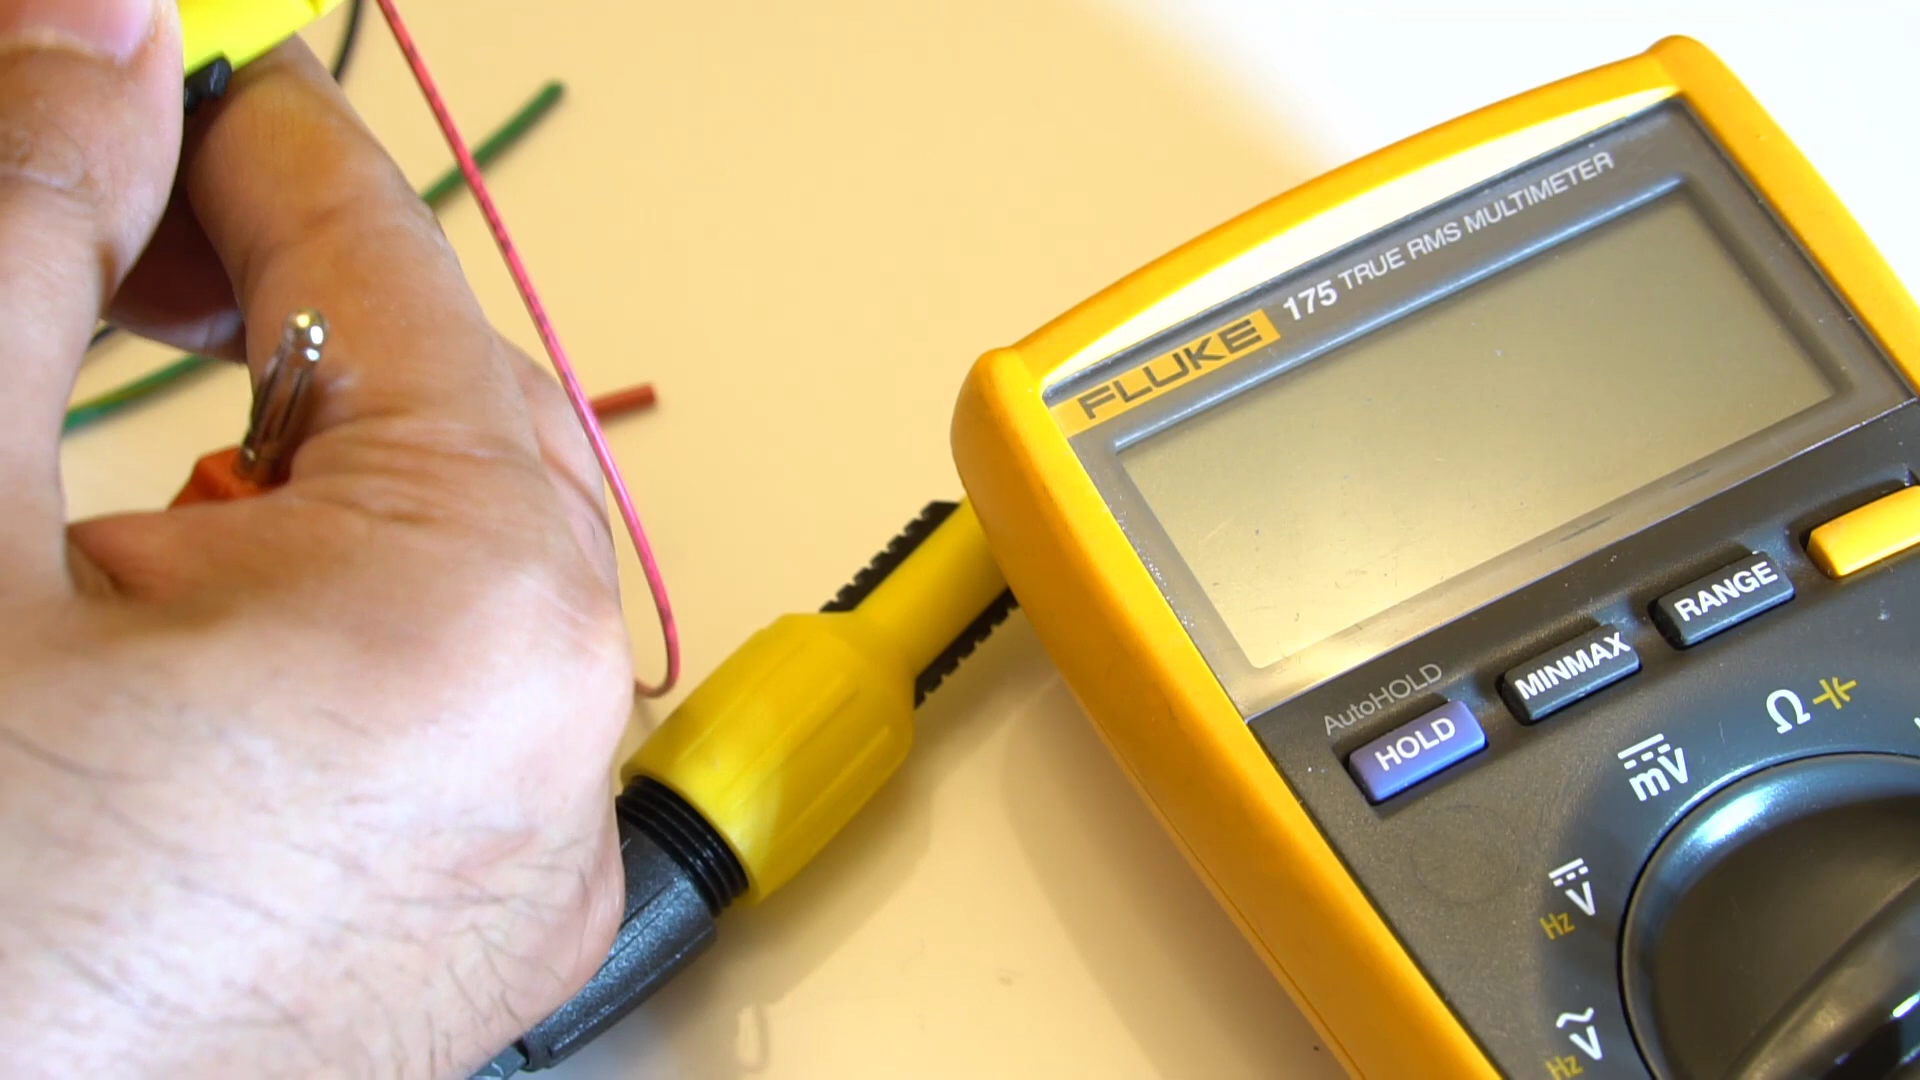 FLUKE 175 TRUE RMS MULTIMETER
RANGE
MINMAX
AutoHOLD
HOLD
Ω
mV
V
Hz
V
Hz